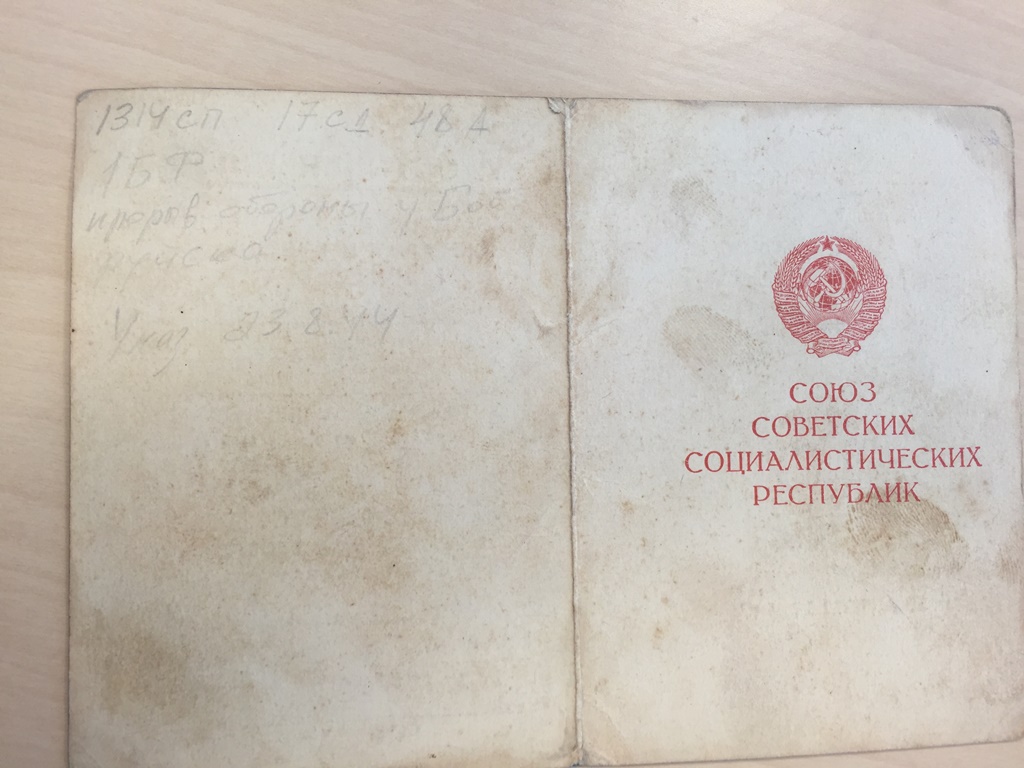 1314 сп 17 сд. 48 А
1 БФ
прорыв обороны у Боб
руйска
Указ. 23.8.44
СОЮЗ
СОВЕТСКИХ
СОЦИАЛИСТИЧЕСКИХ
РЕСПУБЛИК